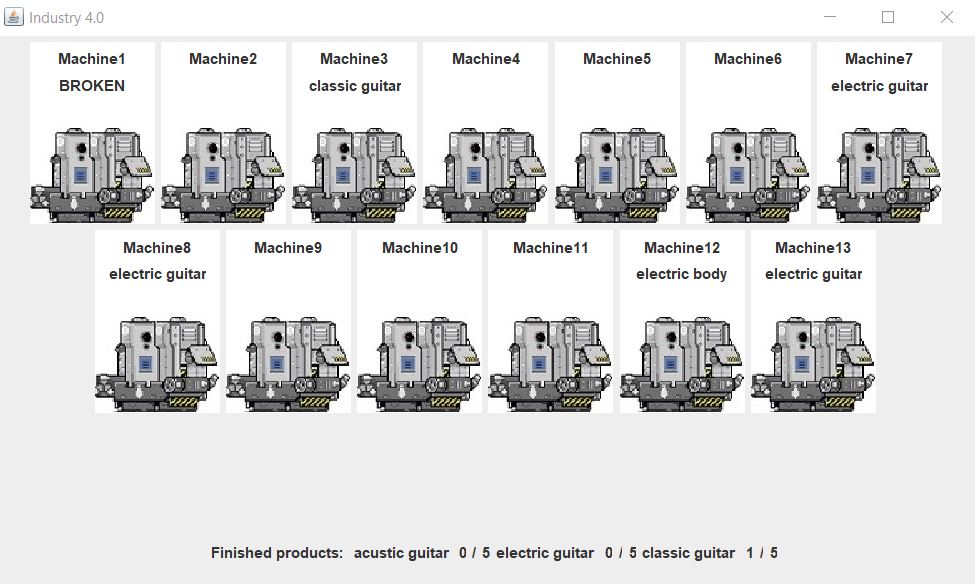 Industry 4.0
Machine1 Machine2 Machine3 Machine4 Machine5 Machine6 Machine7
BROKEN classic guitar electric guitar
Machine8 Machine9 Machine10 Machine11 Machine12 Machine13
electric guitar electric body electric guitar
Finished products: acustic guitar 0 / 5 electric guitar 0 / 5 classic guitar 1 / 5